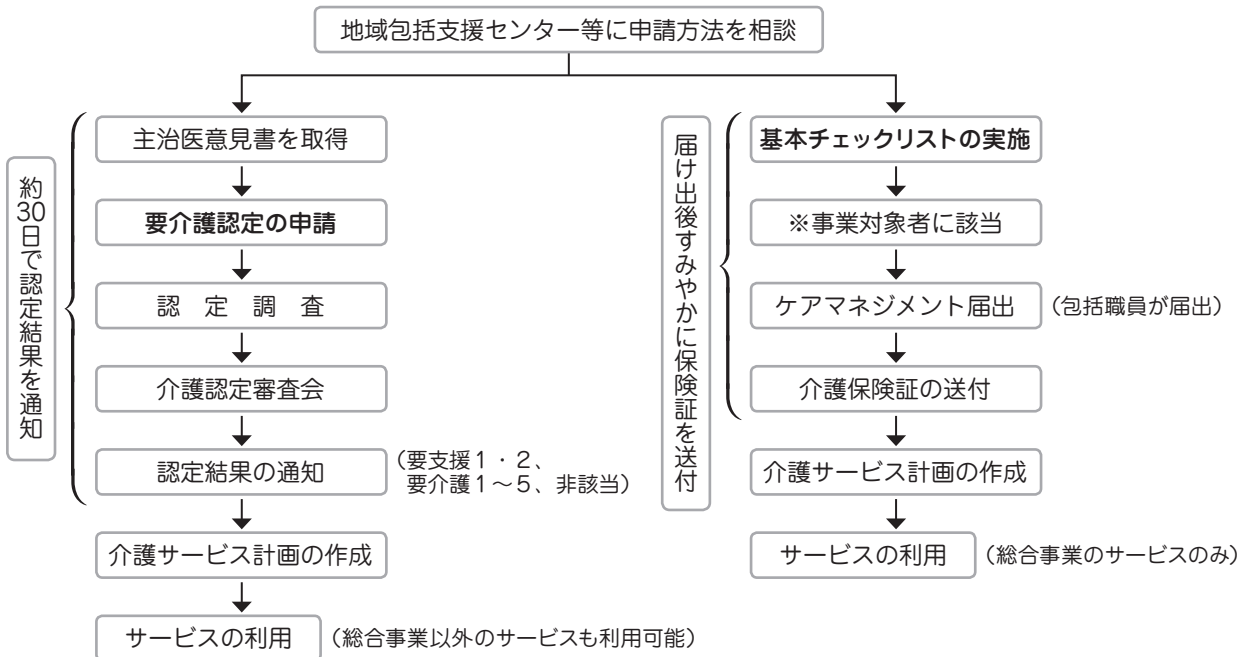 地域包括支援センター等に申請方法を相談
約30日で認定結果を通知
主治医意見書を取得
要介護認定の申請
認定調査
介護認定審査会
認定結果の通知
（要支援１・２、
要介護１～５、非該当）
介護サービス計画の作成
サービスの利用
（総合事業以外のサービスも利用可能）
届け出後すみやかに保険証を送付
基本チェックリストの実施
※事業対象者に該当
ケアマネジメント届出
（包括職員が届出）
介護保険証の送付
介護サービス計画の作成
サービスの利用
（総合事業のサービスのみ）